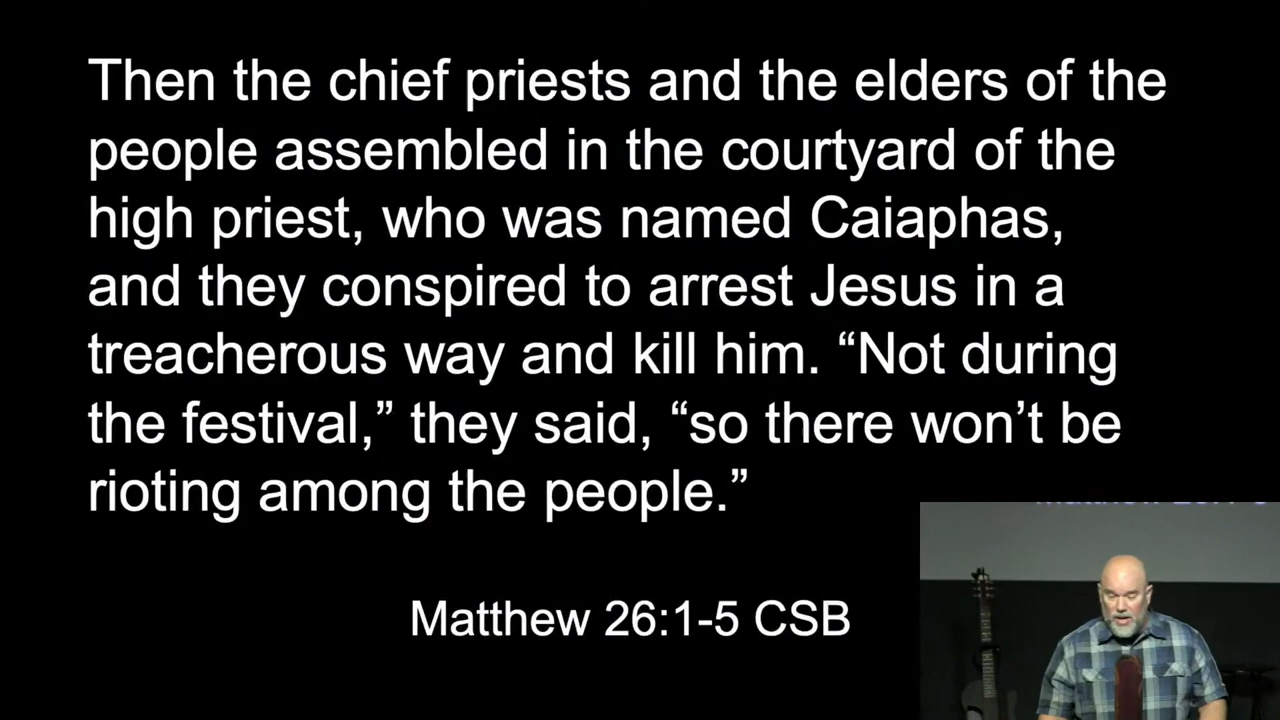 Then the chief priests and the elders of the
people assembled in the courtyard of the
high priest, who was named Caiaphas,
and they conspired to arrest Jesus in a
treacherous way and kill him. “Not during
the festival,” they said, “so there won’t be
rioting among the people.”
Matthew 26:1-5 CSB